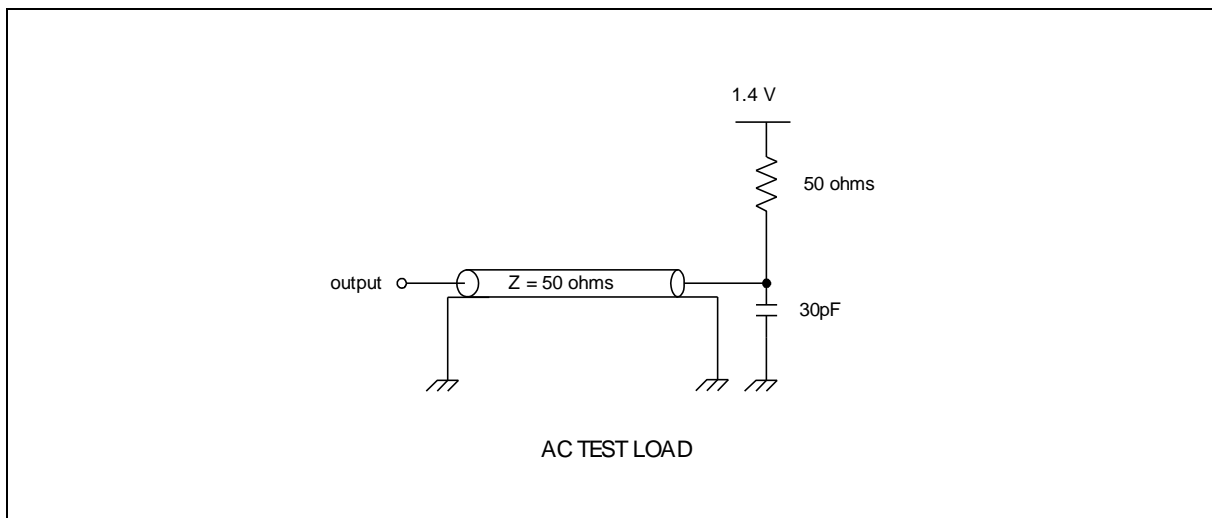 1.4 V
50 ohms
output
Z = 50 ohms
30pF
AC TEST LOAD